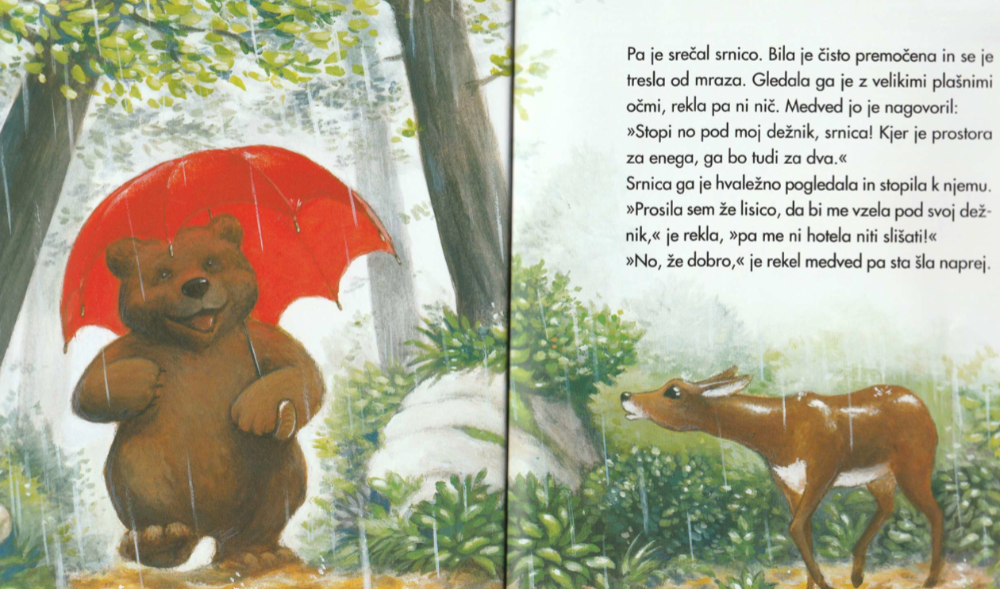 Pa je srečal srnico. Bila je čisto premočena in se je
tresla od mraza. Gledala ga je z velikimi plašnimi
očmi, rekla pa ni nič. Medved jo je nagovoril:
»Stopi no pod moj dežnik, srnica! Kjer je prostora
za enega, ga bo tudi za dva.«
Srnica ga je hvaležno pogledala in stopila k njemu.
»Prosila sem že lisico, da bi me vzela pod svoj dež-
nik,« je rekla, »pa me ni hotela niti slišati!«
»No, že dobro,« je rekel medved pa sta šla naprej.